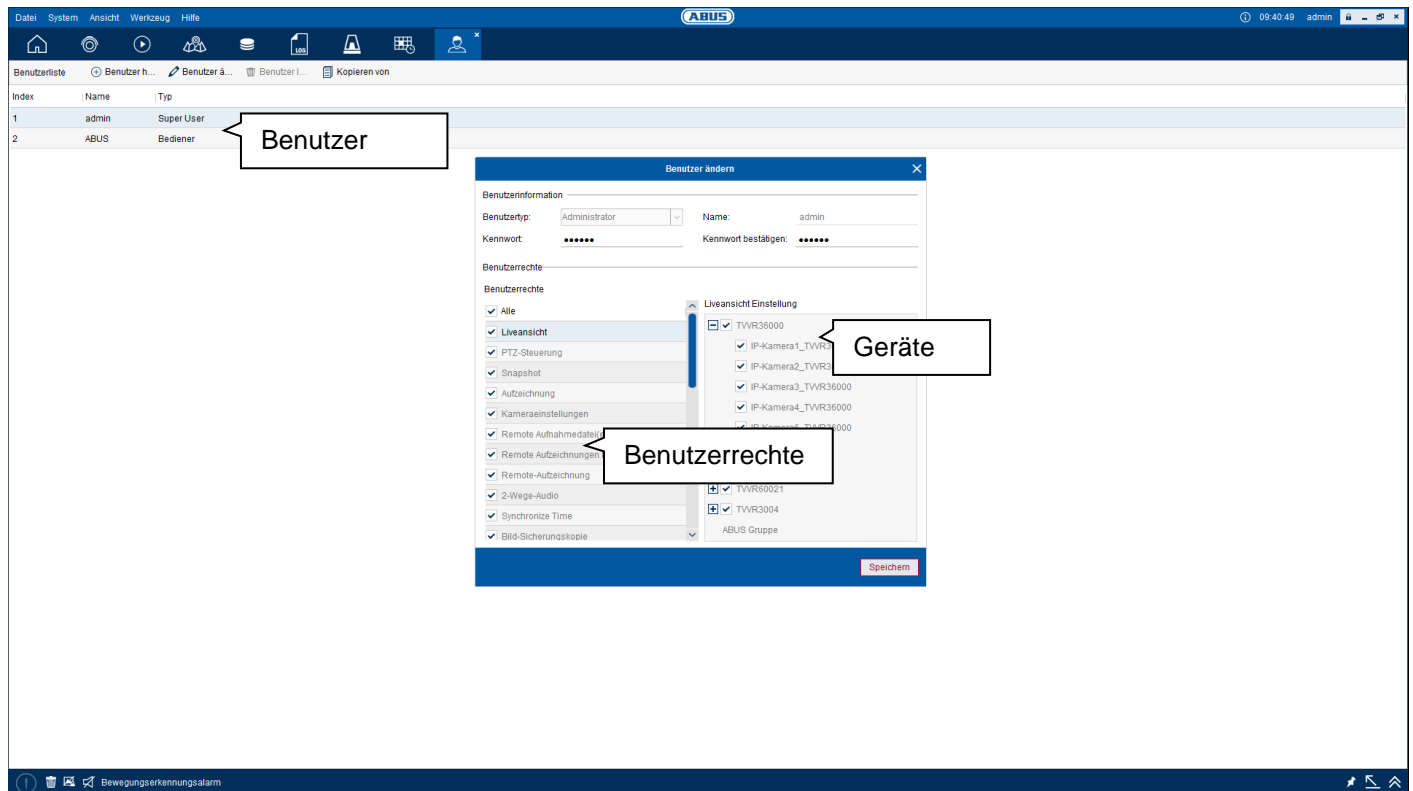 Datei System Ansicht Werkzeug Hilfe ABUS 09:40:49 admin
LOG
Benutzerliste Benutzer h... Benutzer ä... Benutzer l... Kopieren von
Index Name Typ
1 admin Super User
2 ABUS Bediener
Benutzer
Benutzer ändern
Benutzerinformation
Benutzertyp: Administrator Name: admin
Kennwort: •••••• Kennwort bestätigen: ••••••
Benutzerrechte
Benutzerrechte
Alle
Liveansicht
PTZ-Steuerung
Snapshot
Aufzeichnung
Kameraeinstellungen
Remote Aufnahmedatei(e
Remote Aufzeichnungen
Remote-Aufzeichnung
2-Wege-Audio
Synchronize Time
Bild-Sicherungskopie
Liveansicht Einstellung
TVVR36000
IP-Kamera1_TVVR3
IP-Kamera2_TVVR3
IP-Kamera3_TVVR36000
IP-Kamera4_TVVR36000
TVVR60021
TVVR3004
ABUS Gruppe
Geräte
Benutzerrechte
Speichern
Bewegungserkennungsalarm